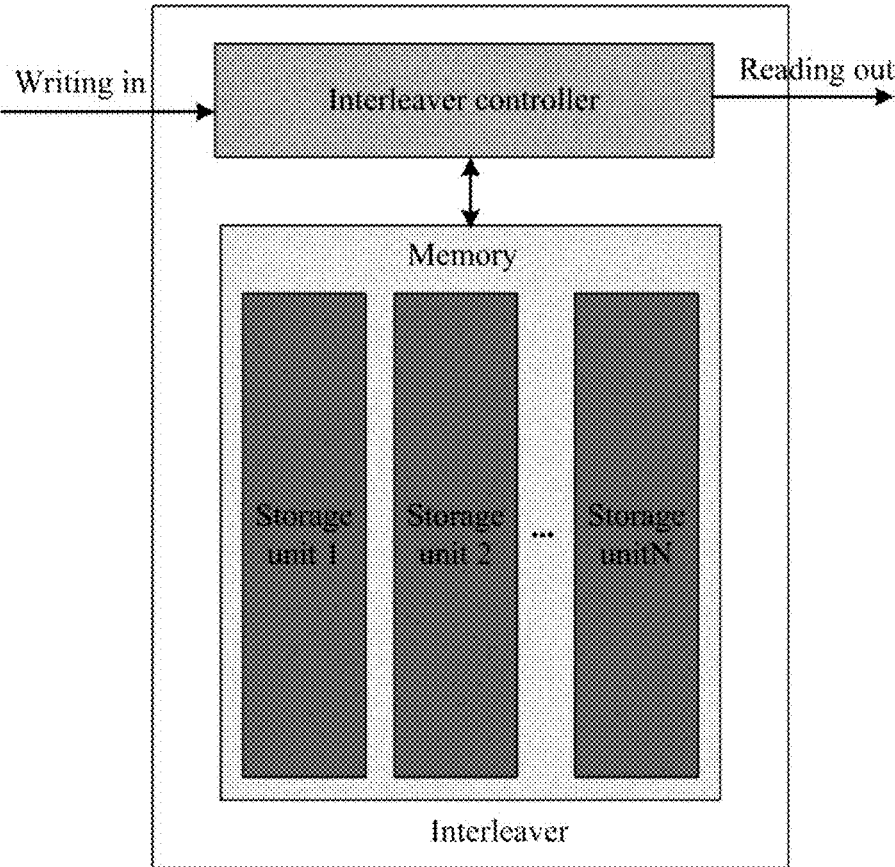 Writing in
Reading out
Interleaver controller
Memory
Storage
unit 1
Storage
unit 2
...
Storage
unitN
Interleaver